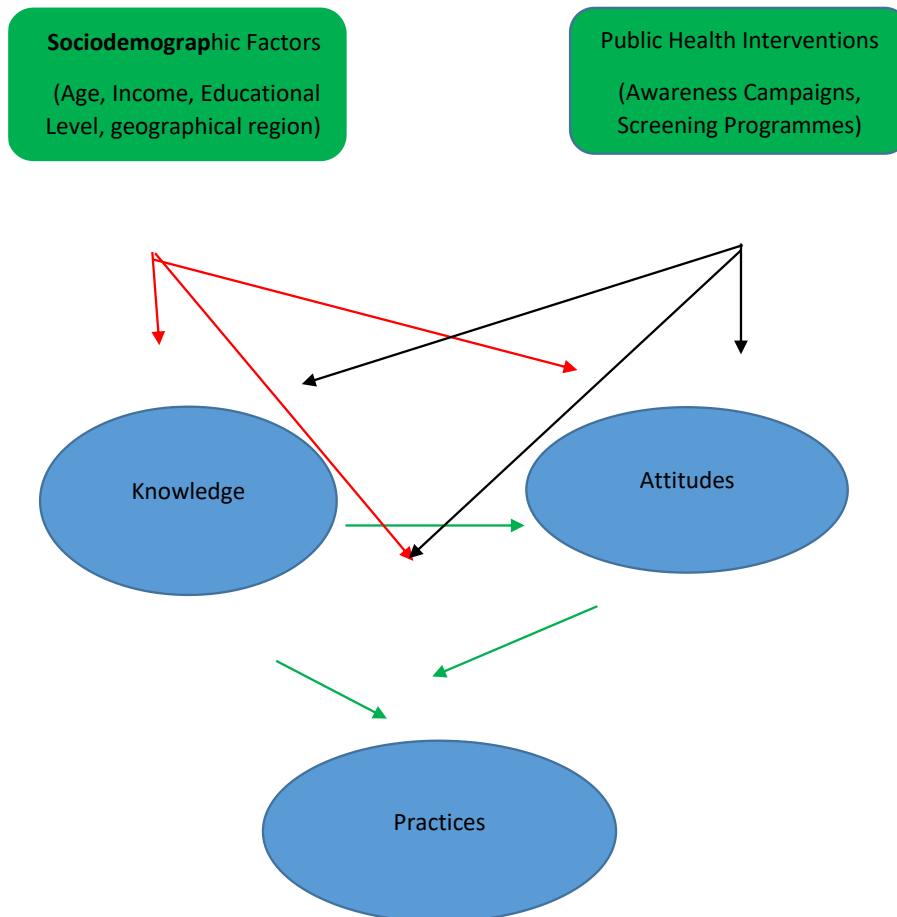 Sociodemographic Factors
(Age, Income, Educational
Level, geographical region)
Public Health Interventions
(Awareness Campaigns,
Screening Programmes)
Knowledge
Attitudes
Practices